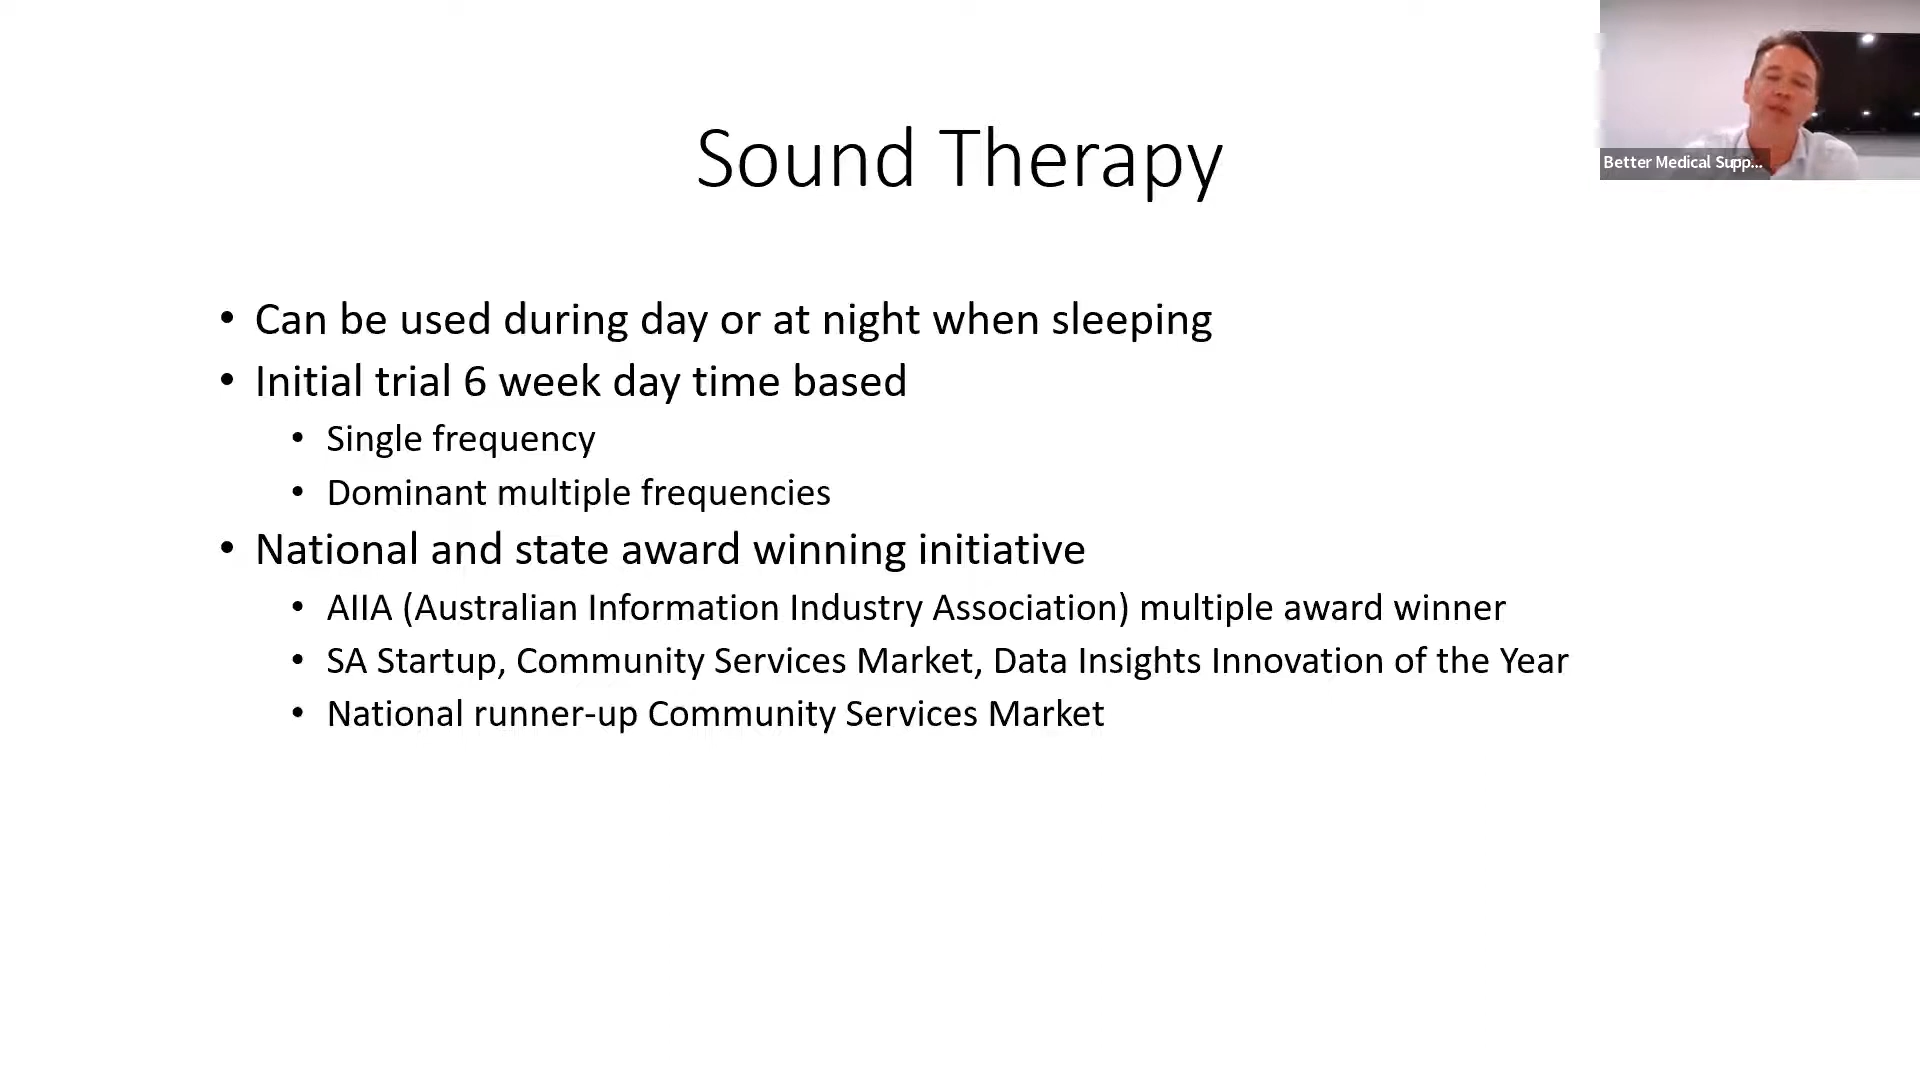 Sound Therapy
Better Medical Supp...
• Can be used during day or at night when sleeping
• Initial trial 6 week day time based
• Single frequency
• Dominant multiple frequencies
• National and state award winning initiative
• AIIA (Australian Information Industry Association) multiple award winner
• SA Startup, Community Services Market, Data Insights Innovation of the Year
• National runner-up Community Services Market